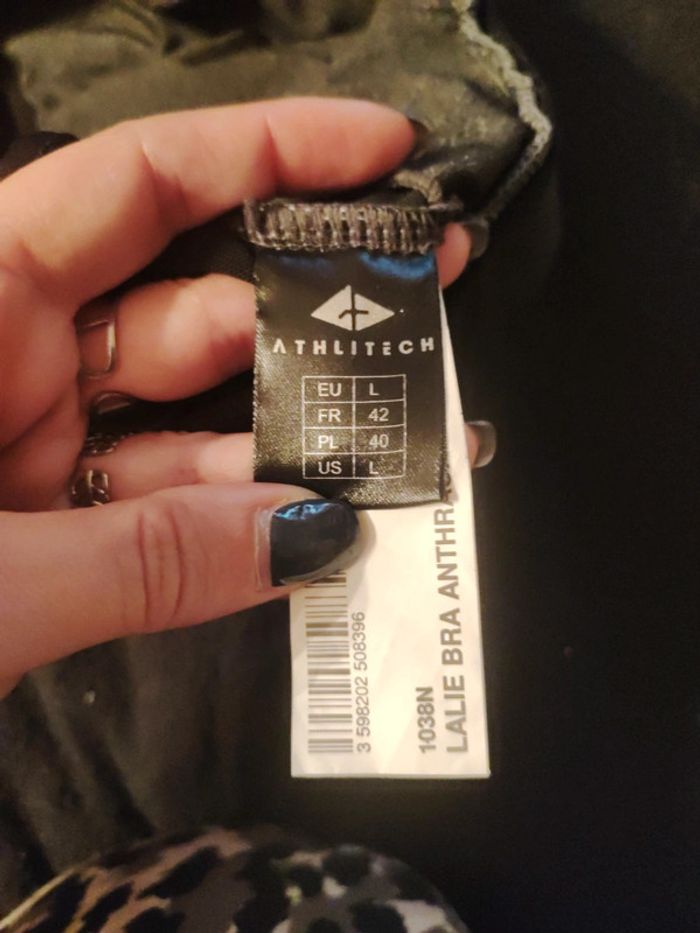 ATHLITECH
EU L
FR 42
PL 40
US L
3 598202 508396
1038N
LALIE BRA ANTHR